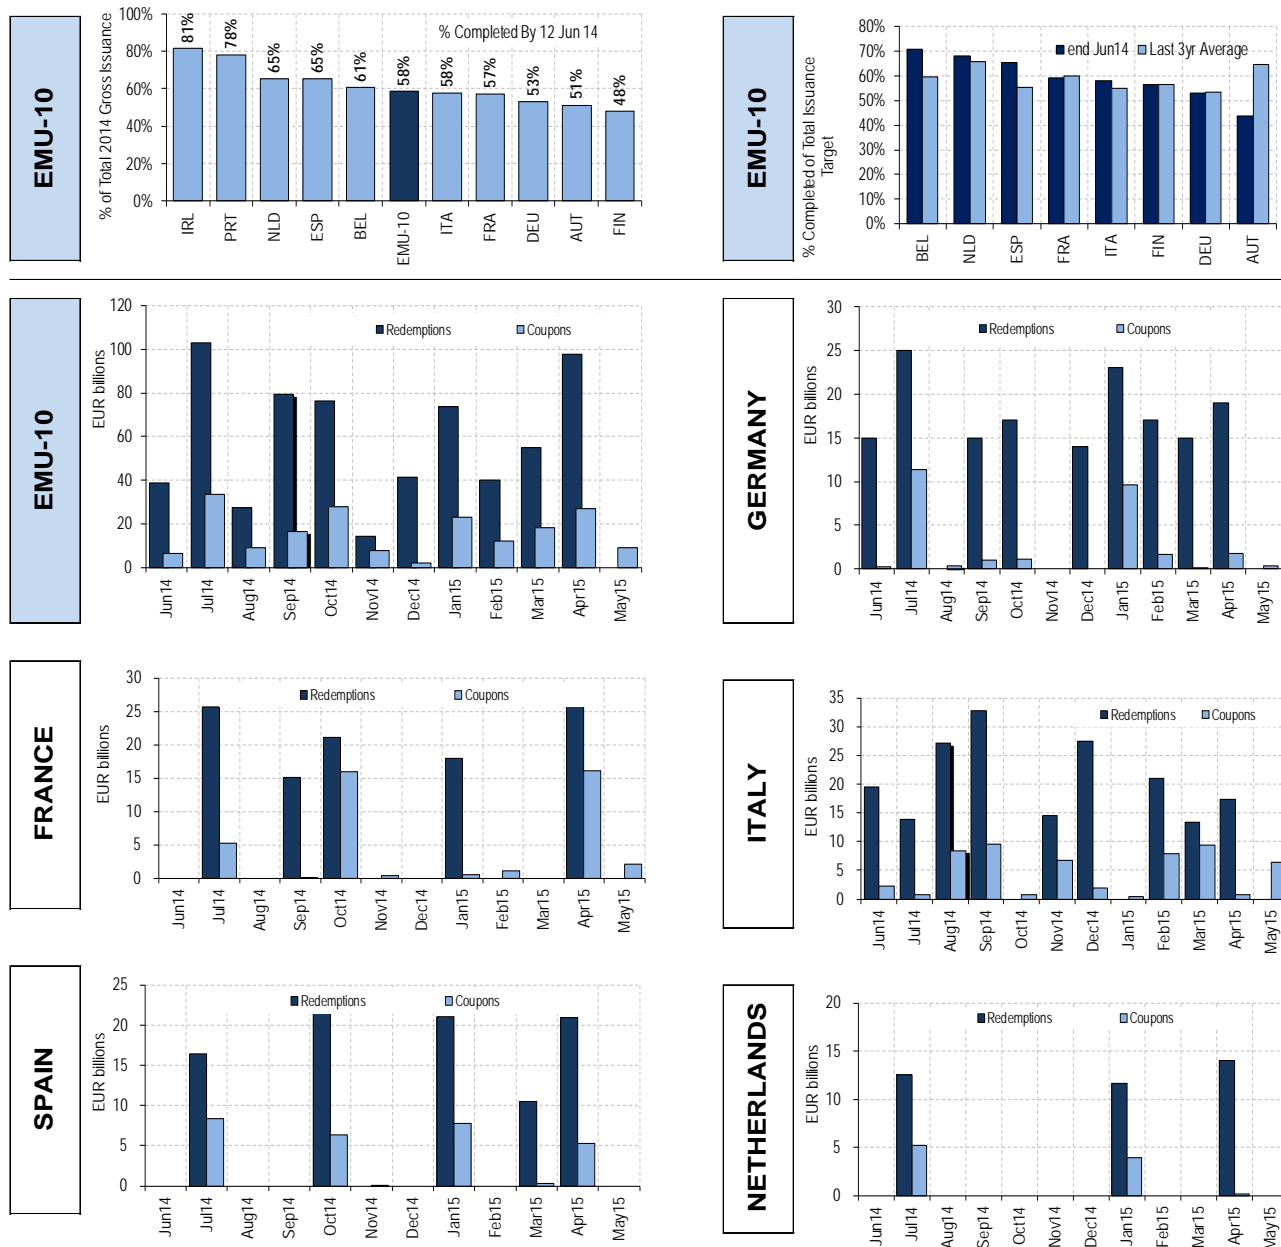 EMU-10
% of Total 2014 Gross Issuance
100%
80%
60%
40%
20%
0%
% Completed By 12 Jun 14
81%
78%
65%
65%
61%
58%
58%
57%
53%
51%
48%
IRL
PRT
NLD
ESP
BEL
EMU-10
ITA
FRA
DEU
AUT
FIN
EMU-10
% Completed of Total Issuance
Target
80%
70%
60%
50%
40%
30%
20%
10%
0%
end Jun14
Last 3yr Average
BEL
NLD
ESP
FRA
ITA
FIN
DEU
AUT
EMU-10
EUR billions
120
100
80
60
40
20
0
Redemptions
Coupons
Jun14
Jul14
Aug14
Sep14
Oct14
Nov14
Dec14
Jan15
Feb15
Mar15
Apr15
May15
GERMANY
EUR billions
30
25
20
15
10
5
0
Redemptions
Coupons
Jun14
Jul14
Aug14
Sep14
Oct14
Nov14
Dec14
Jan15
Feb15
Mar15
Apr15
May15
FRANCE
EUR billions
30
25
20
15
10
5
0
Redemptions
Coupons
Jun14
Jul14
Aug14
Sep14
Oct14
Nov14
Dec14
Jan15
Feb15
Mar15
Apr15
May15
ITALY
EUR billions
35
30
25
20
15
10
5
0
Redemptions
Coupons
Jun14
Jul14
Aug14
Sep14
Oct14
Nov14
Dec14
Jan15
Feb15
Mar15
Apr15
May15
SPAIN
EUR billions
25
20
15
10
5
0
Redemptions
Coupons
Jun14
Jul14
Aug14
Sep14
Oct14
Nov14
Dec14
Jan15
Feb15
Mar15
Apr15
May15
NETHERLANDS
EUR billions
20
15
10
5
0
Redemptions
Coupons
Jun14
Jul14
Aug14
Sep14
Oct14
Nov14
Dec14
Jan15
Feb15
Mar15
Apr15
May15